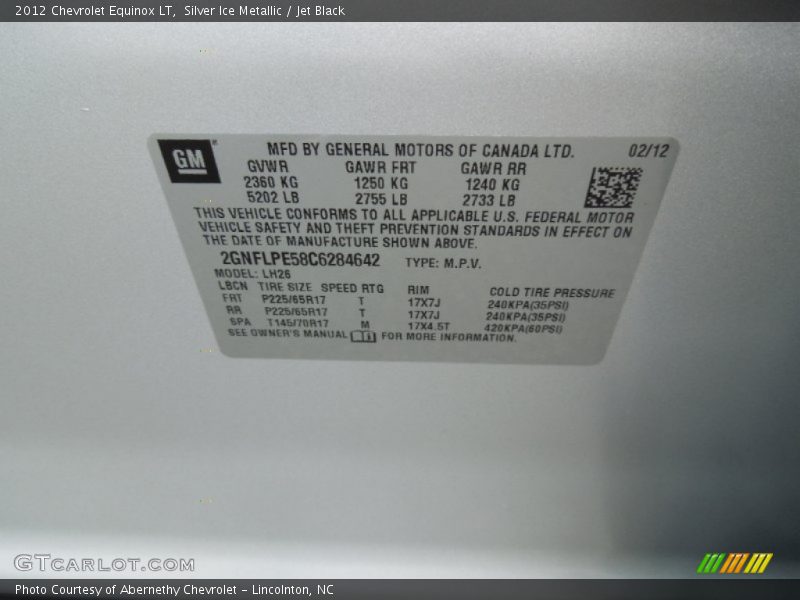 2012 Chevrolet Equinox LT,  Silver Ice Metallic / Jet Black
GM
MFD BY GENERAL MOTORS OF CANADA LTD. 02/12
GVWR GAWR FRT GAWR RR
2360 KG 1250 KG 1240 KG
5202 LB 2755 LB 2733 LB
THIS VEHICLE CONFORMS TO ALL APPLICABLE U.S. FEDERAL MOTOR
VEHICLE SAFETY AND THEFT PREVENTION STANDARDS IN EFFECT ON
THE DATE OF MANUFACTURE SHOWN ABOVE.
2GNFLPE58C6284642 TYPE: M.P.V.
MODEL: LH26
LBCN TIRE SIZE SPEED RTG RIM COLD TIRE PRESSURE
FRT P225/65R17 T 17X7J 240KPA(35PSI)
RR P225/65R17 T 17X7J 240KPA(35PSI)
SPA T145/70R17 M 17X4.5T 420KPA(60PSI)
SEE OWNER'S MANUAL FOR MORE INFORMATION.
GTCARLOT.COM
Photo Courtesy of Abernethy Chevrolet - Lincolnton, NC